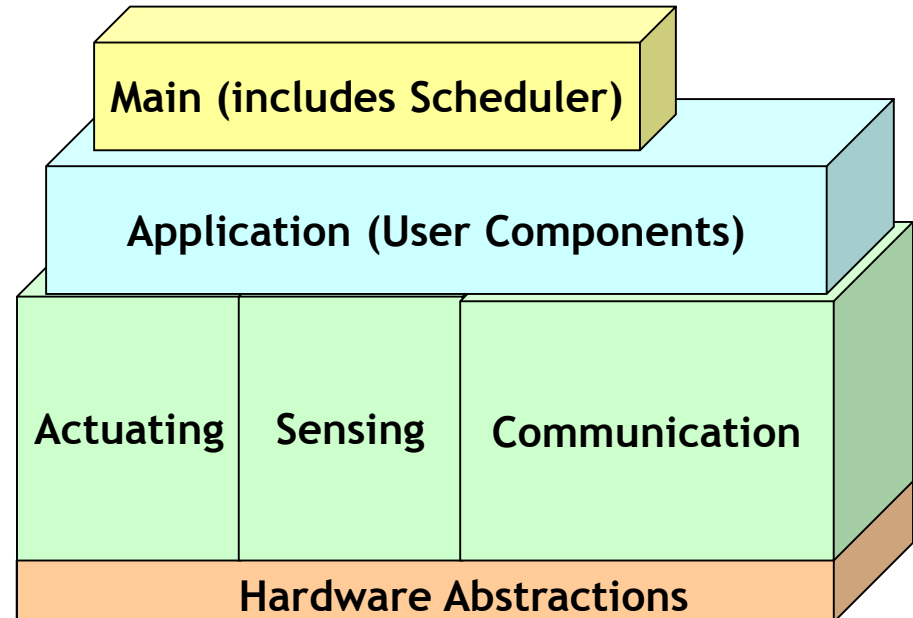 Main (includes Scheduler)
Application (User Components)
Actuating
Sensing
Communication
Hardware Abstractions